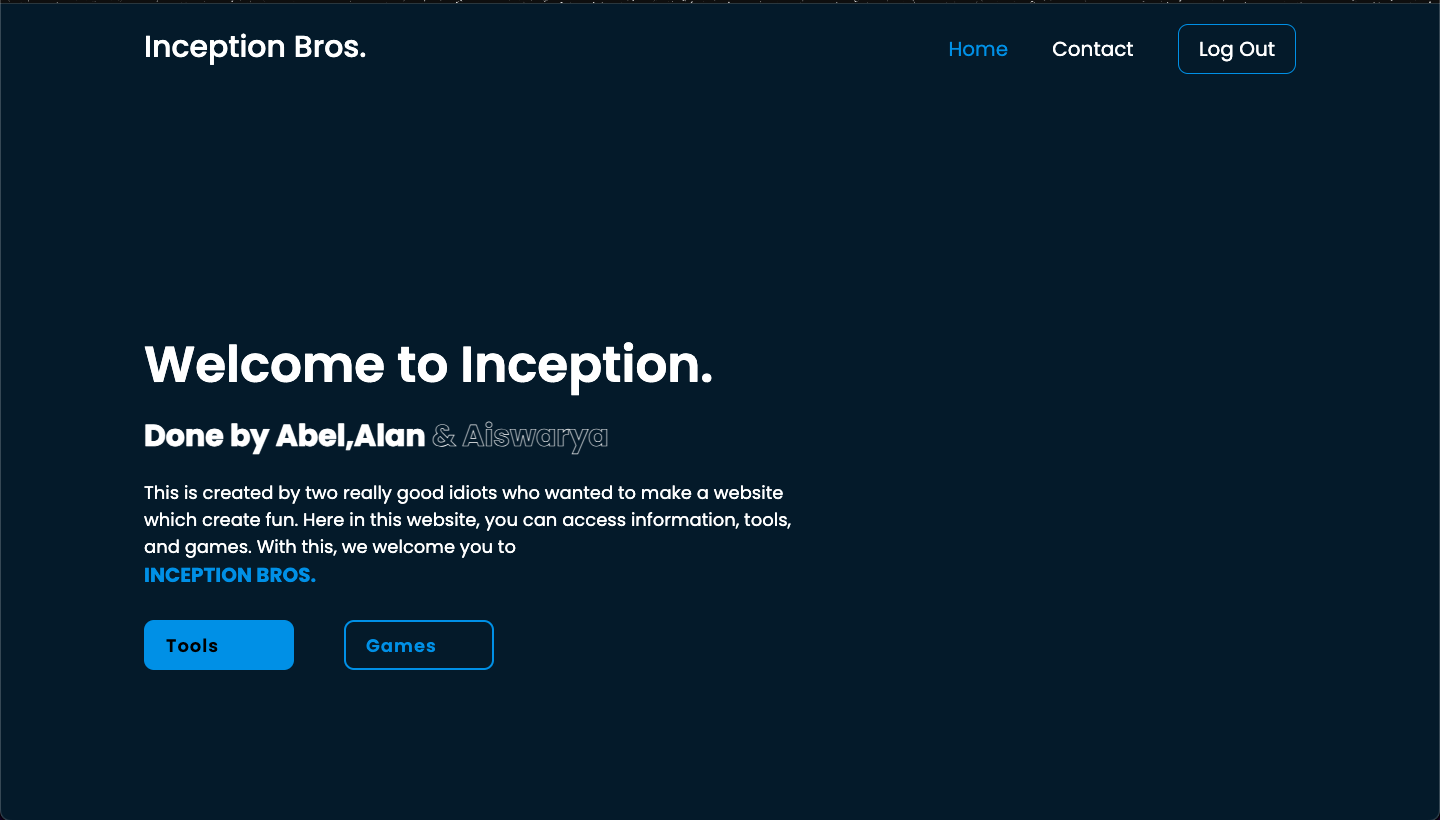 Inception Bros.
Home
Contact
Log Out
Welcome to Inception.
Done by Abel,Alan & Aiswarya
This is created by two really good idiots who wanted to make a website
which create fun. Here in this website, you can access information, tools,
and games. With this, we welcome you to
INCEPTION BROS.
Tools
Games